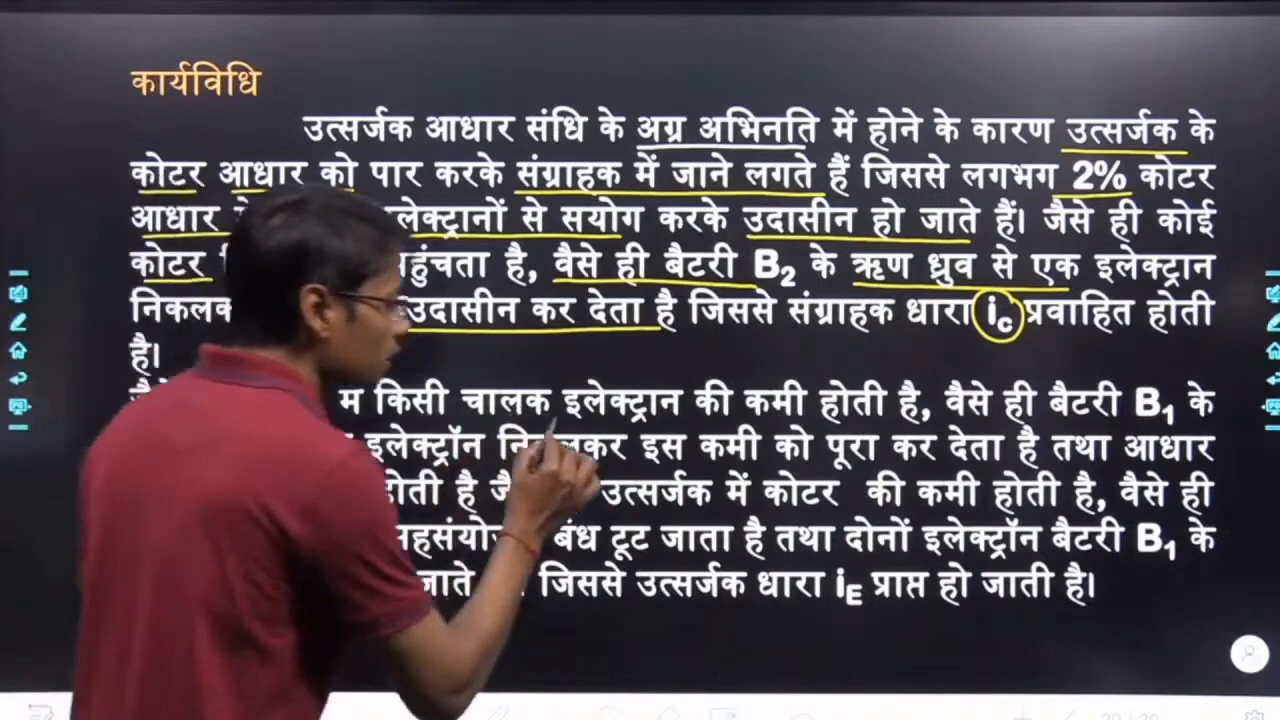 कार्यविधि
उत्सर्जक आधार संधि के अग्र अभिनति में होने के कारण उत्सर्जक के
कोटर आधार को पार करके संग्राहक में जाने लगते हैं जिससे लगभग 2% कोटर
आधार लेक्ट्रानों से सयोग करके उदासीन हो जाते हैं। जैसे ही कोई
कोटर हुंचता है, वैसे ही बैटरी B₂ के ऋण ध्रुव से एक इलेक्ट्रान
निकलक उदासीन कर देता है जिससे संग्राहक धारा i꜀ प्रवाहित होती
है।
म किसी चालक इलेक्ट्रान की कमी होती है, वैसे ही बैटरी B₁ के
इलेक्ट्रॉन निकलकर इस कमी को पूरा कर देता है तथा आधार
होती है उत्सर्जक में कोटर की कमी होती है, वैसे ही
बंध टूट जाता है तथा दोनों इलेक्ट्रॉन बैटरी B₁ के
जाते जिससे उत्सर्जक धारा iE प्राप्त हो जाती है।